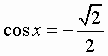 cos x = -√2/2